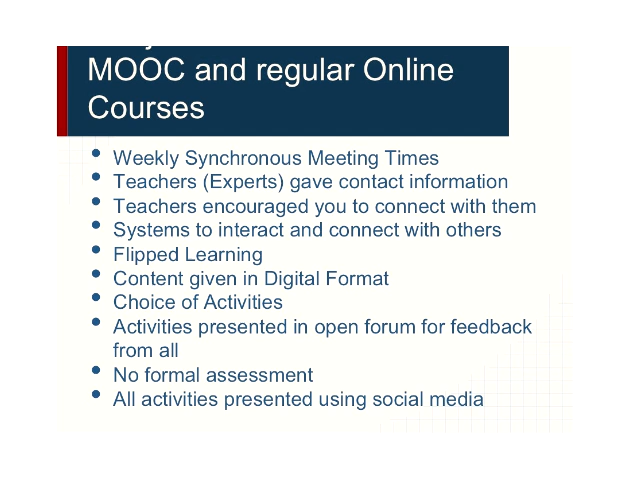 MOOC and regular Online
Courses
• Weekly Synchronous Meeting Times
• Teachers (Experts) gave contact information
• Teachers encouraged you to connect with them
• Systems to interact and connect with others
• Flipped Learning
• Content given in Digital Format
• Choice of Activities
• Activities presented in open forum for feedback
from all
• No formal assessment
• All activities presented using social media